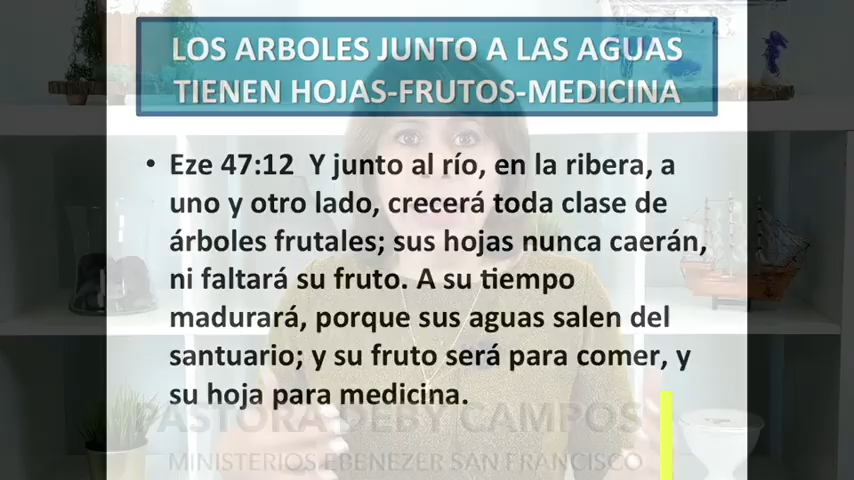 LOS ARBOLES JUNTO A LAS AGUAS
TIENEN HOJAS-FRUTOS-MEDICINA
• Eze 47:12 Y junto al río, en la ribera, a
uno y otro lado, crecerá toda clase de
árboles frutales; sus hojas nunca caerán,
ni faltará su fruto. A su tiempo
madurará, porque sus aguas salen del
santuario; y su fruto será para comer, y
su hoja para medicina.
PASTORA DEBY CAMPOS
MINISTERIOS EBENEZER SAN FRANCISCO